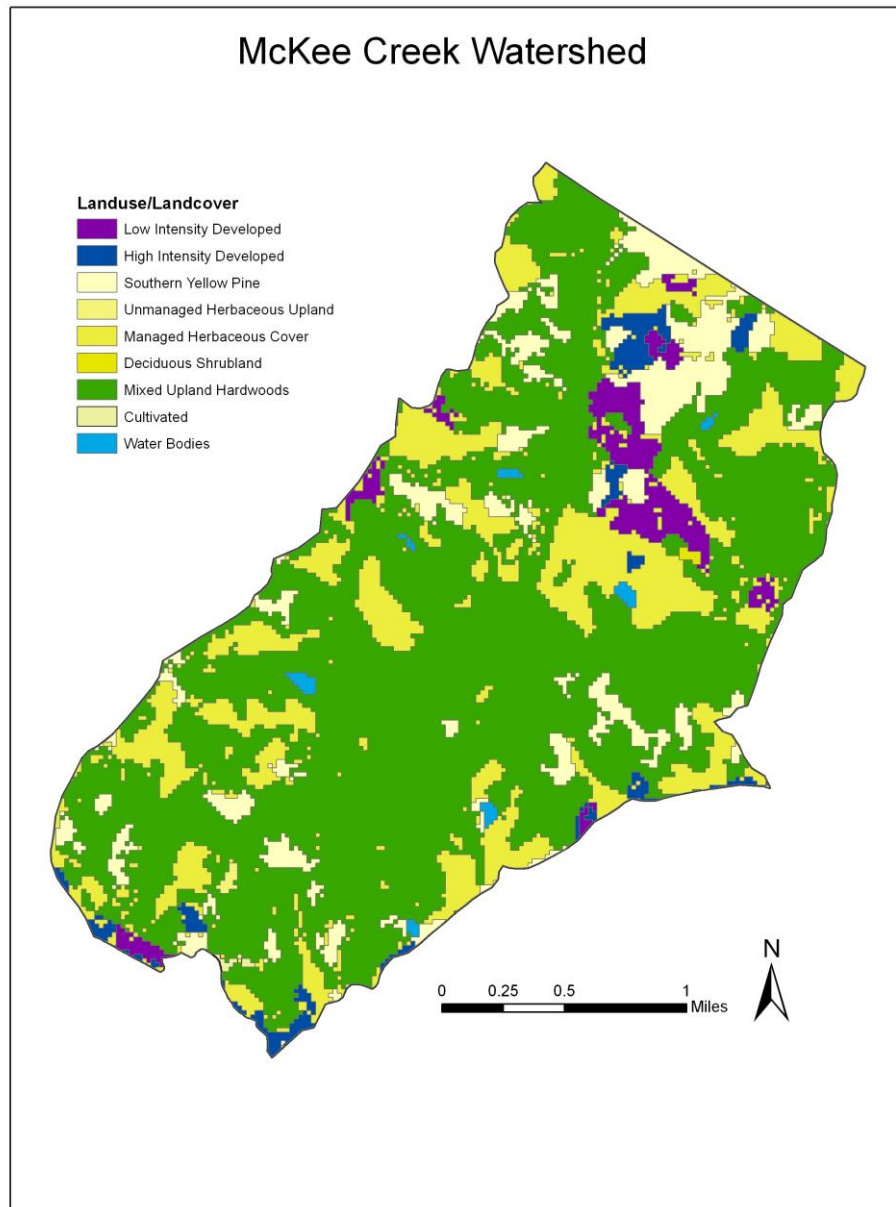 McKee Creek Watershed
Landuse/Landcover
Low Intensity Developed
High Intensity Developed
Southern Yellow Pine
Unmanaged Herbaceous Upland
Managed Herbaceous Cover
Deciduous Shrubland
Mixed Upland Hardwoods
Cultivated
Water Bodies
N
0 0.25 0.5 1
Miles